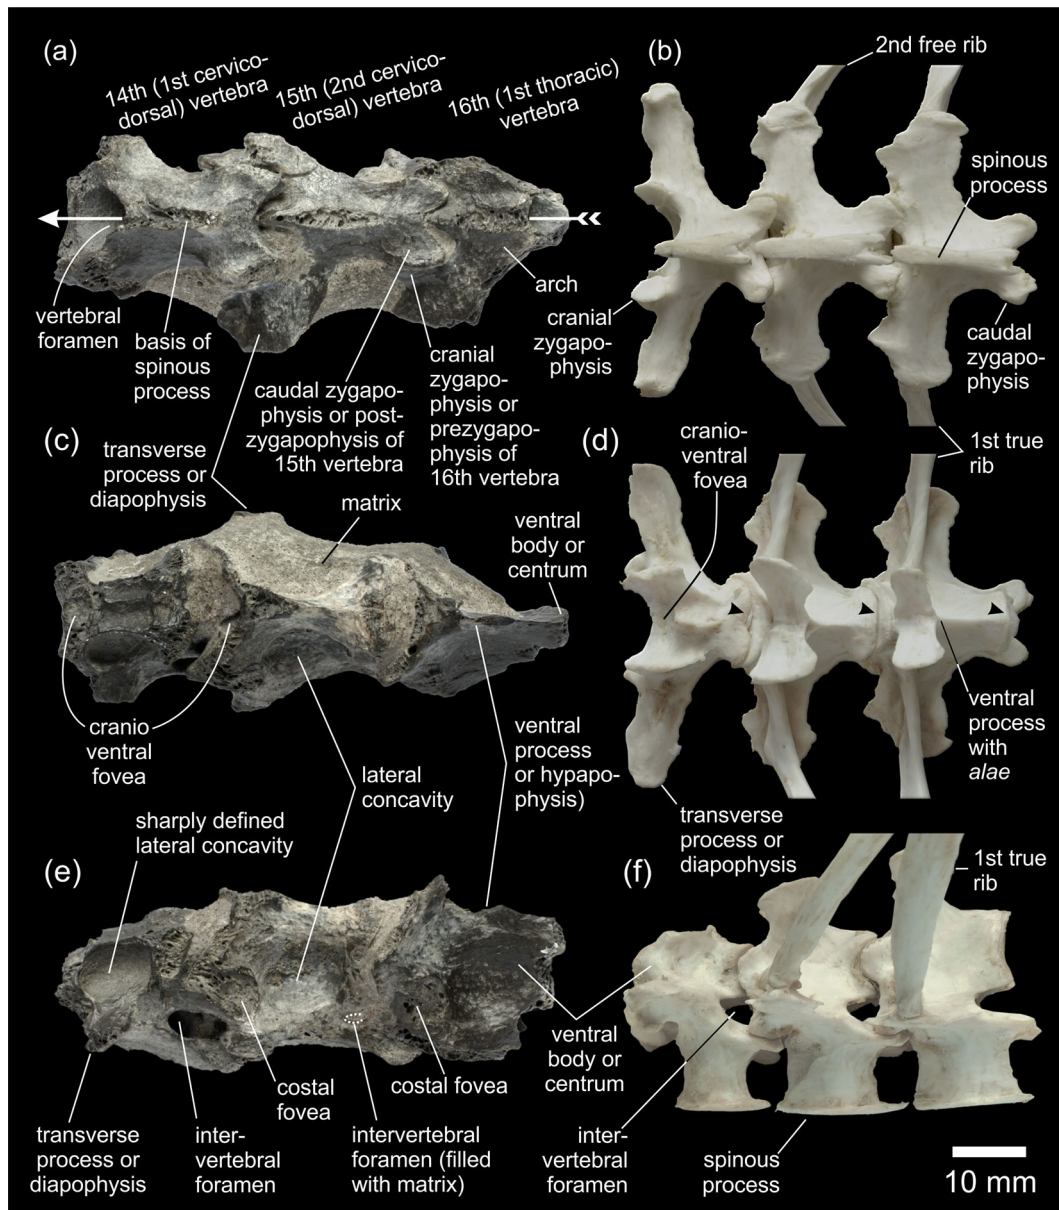 (a)
14th (1st cervico-
dorsal) vertebra
15th (2nd cervico-
dorsal) vertebra
16th (1st thoracic)
vertebra
vertebral
foramen
basis of
spinous
process
arch
caudal zygapo-
physis or post-
zygapophysis of
15th vertebra
cranial
zygapo-
physis or
prezygapo-
physis of
16th vertebra
(b)
2nd free rib
spinous
process
cranial
zygapo-
physis
caudal
zygapo-
physis
(c)
transverse
process or
diapophysis
matrix
ventral
body or
centrum
cranio
ventral
fovea
lateral
concavity
ventral
process
or hypapo-
physis)
(d)
cranio-
ventral
fovea
1st true
rib
ventral
process
with
alae
transverse
process or
diapophysis
(e)
sharply defined
lateral concavity
costal
fovea
costal fovea
transverse
process or
diapophysis
inter-
vertebral
foramen
intervertebral
foramen (filled
with matrix)
ventral
body or
centrum
(f)
1st true
rib
inter-
vertebral
foramen
spinous
process
10 mm